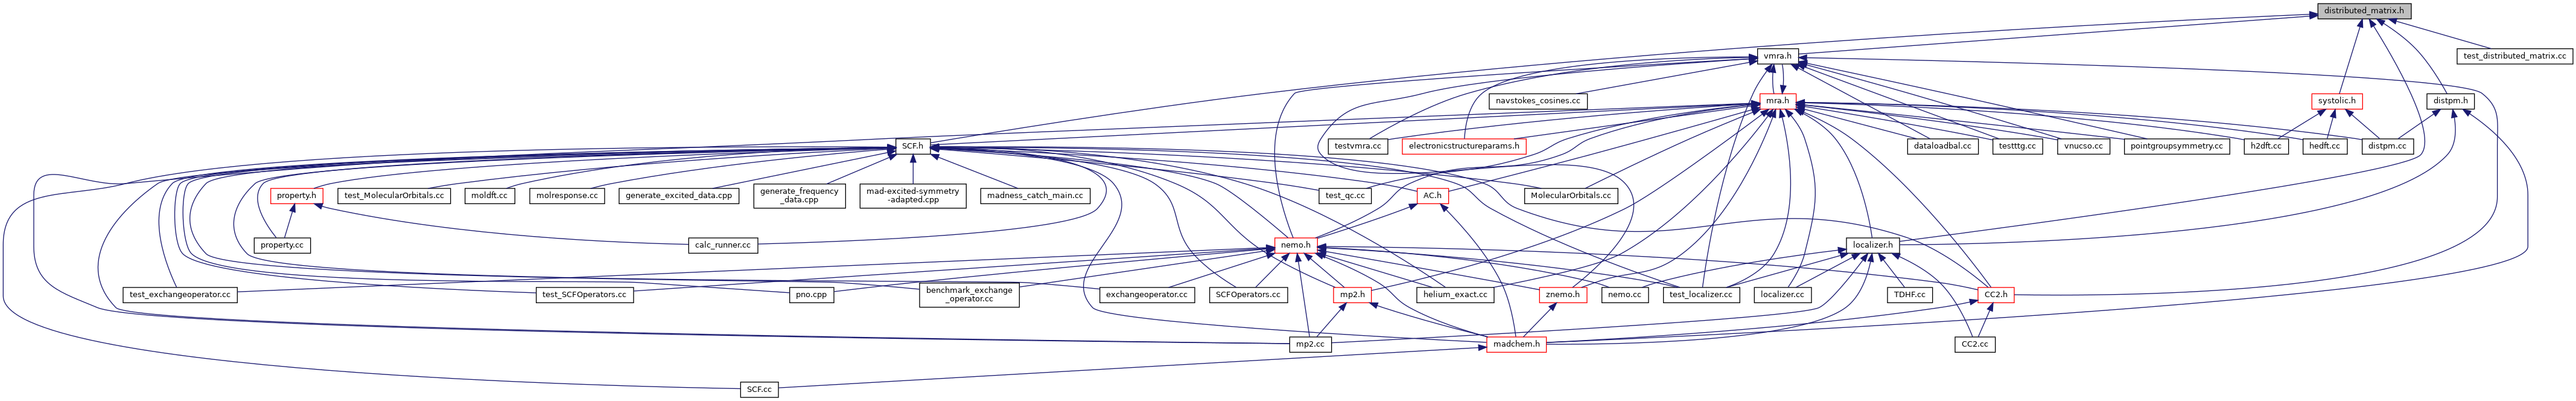 distributed_matrix.h
vmra.h
test_distributed_matrix.cc
navstokes_cosines.cc
mra.h
systolic.h
distpm.h
SCF.h
testvmra.cc
electronicstructureparams.h
dataloadbal.cc
testttg.cc
vnucso.cc
pointgroupsymmetry.cc
h2dft.cc
hedft.cc
distpm.cc
property.h
test_MolecularOrbitals.cc
moldft.cc
molresponse.cc
generate_excited_data.cpp
generate_frequency
_data.cpp
mad-excited-symmetry
-adapted.cpp
madness_catch_main.cc
test_qc.cc
AC.h
MolecularOrbitals.cc
property.cc
calc_runner.cc
nemo.h
localizer.h
test_exchangeoperator.cc
test_SCFOperators.cc
pno.cpp
benchmark_exchange
_operator.cc
exchangeoperator.cc
SCFOperators.cc
mp2.h
helium_exact.cc
znemo.h
nemo.cc
test_localizer.cc
localizer.cc
TDHF.cc
CC2.h
mp2.cc
madchem.h
CC2.cc
SCF.cc